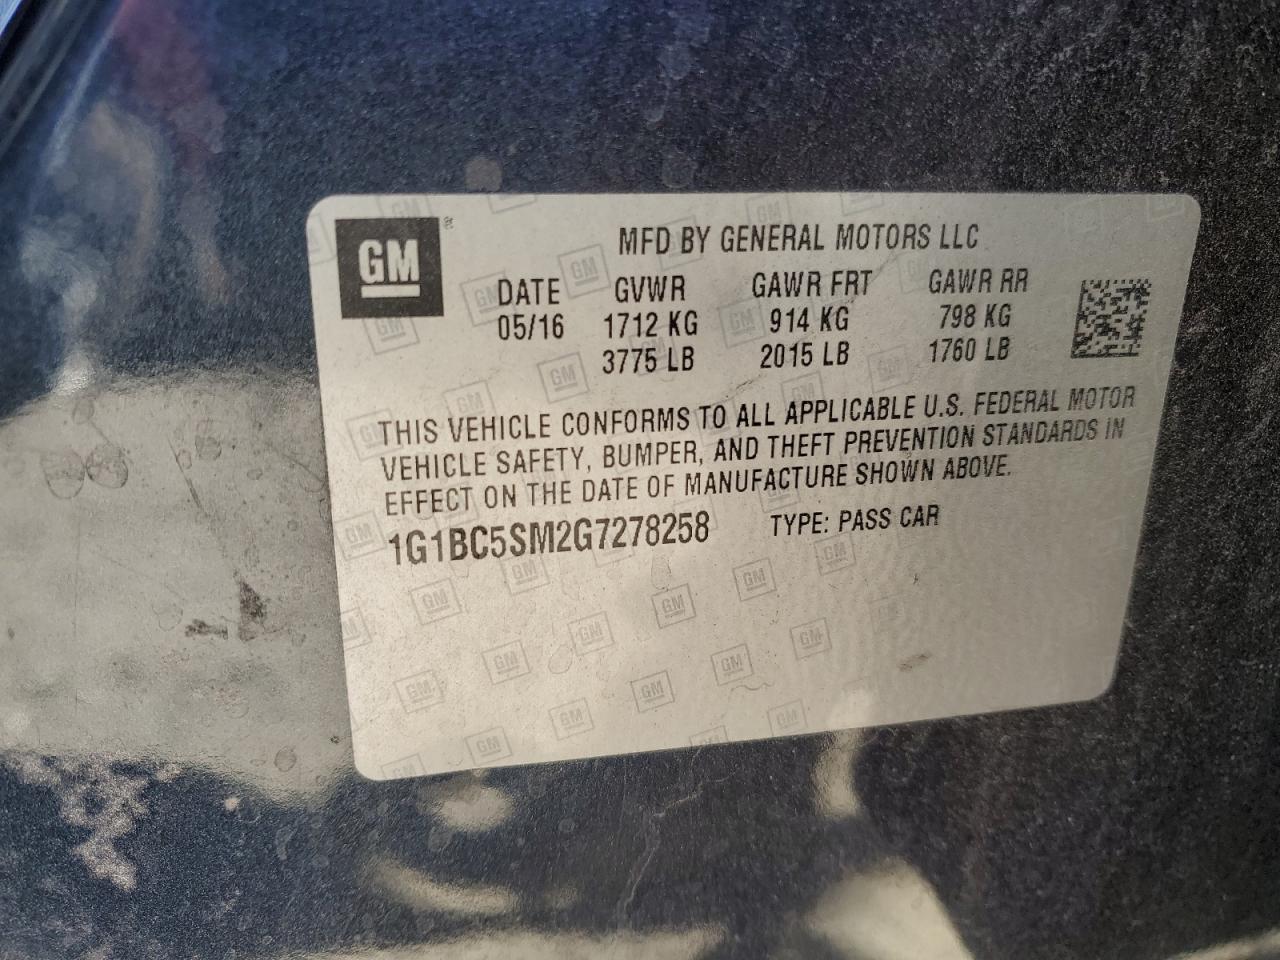 GM
MFD BY GENERAL MOTORS LLC
DATE GVWR GAWR FRT GAWR RR
05/16 1712 KG 914 KG 798 KG
3775 LB 2015 LB 1760 LB
THIS VEHICLE CONFORMS TO ALL APPLICABLE U.S. FEDERAL MOTOR
VEHICLE SAFETY, BUMPER, AND THEFT PREVENTION STANDARDS IN
EFFECT ON THE DATE OF MANUFACTURE SHOWN ABOVE.
1G1BC5SM2G7278258 TYPE: PASS CAR